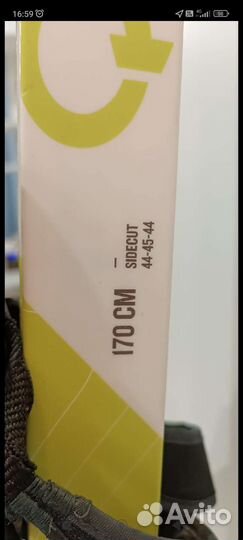 16:59
170 CM
–
SIDECUT
44-45-44
Avito